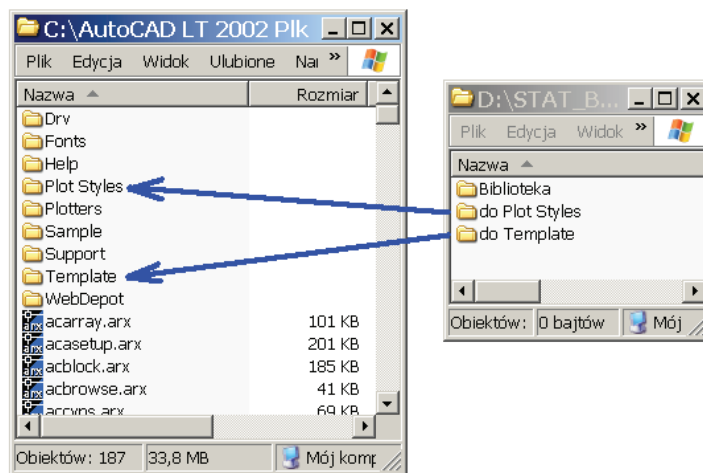 C:\AutoCAD LT 2002 Plk
Plik Edycja Widok Ulubione Nar »
Nazwa Rozmiar
Drv
Fonts
Help
Plot Styles
Plotters
Sample
Support
Template
WebDepot
acarray.arx 101 KB
acasetup.arx 201 KB
acblock.arx 185 KB
acbrowse.arx 41 KB
69 KB
Obiektów: 187 33,8 MB Mój komp
D:\STAT_B...
Plik Edycja Widok »
Nazwa
Biblioteka
do Plot Styles
do Template
Obiektów: 0 bajtów Mój